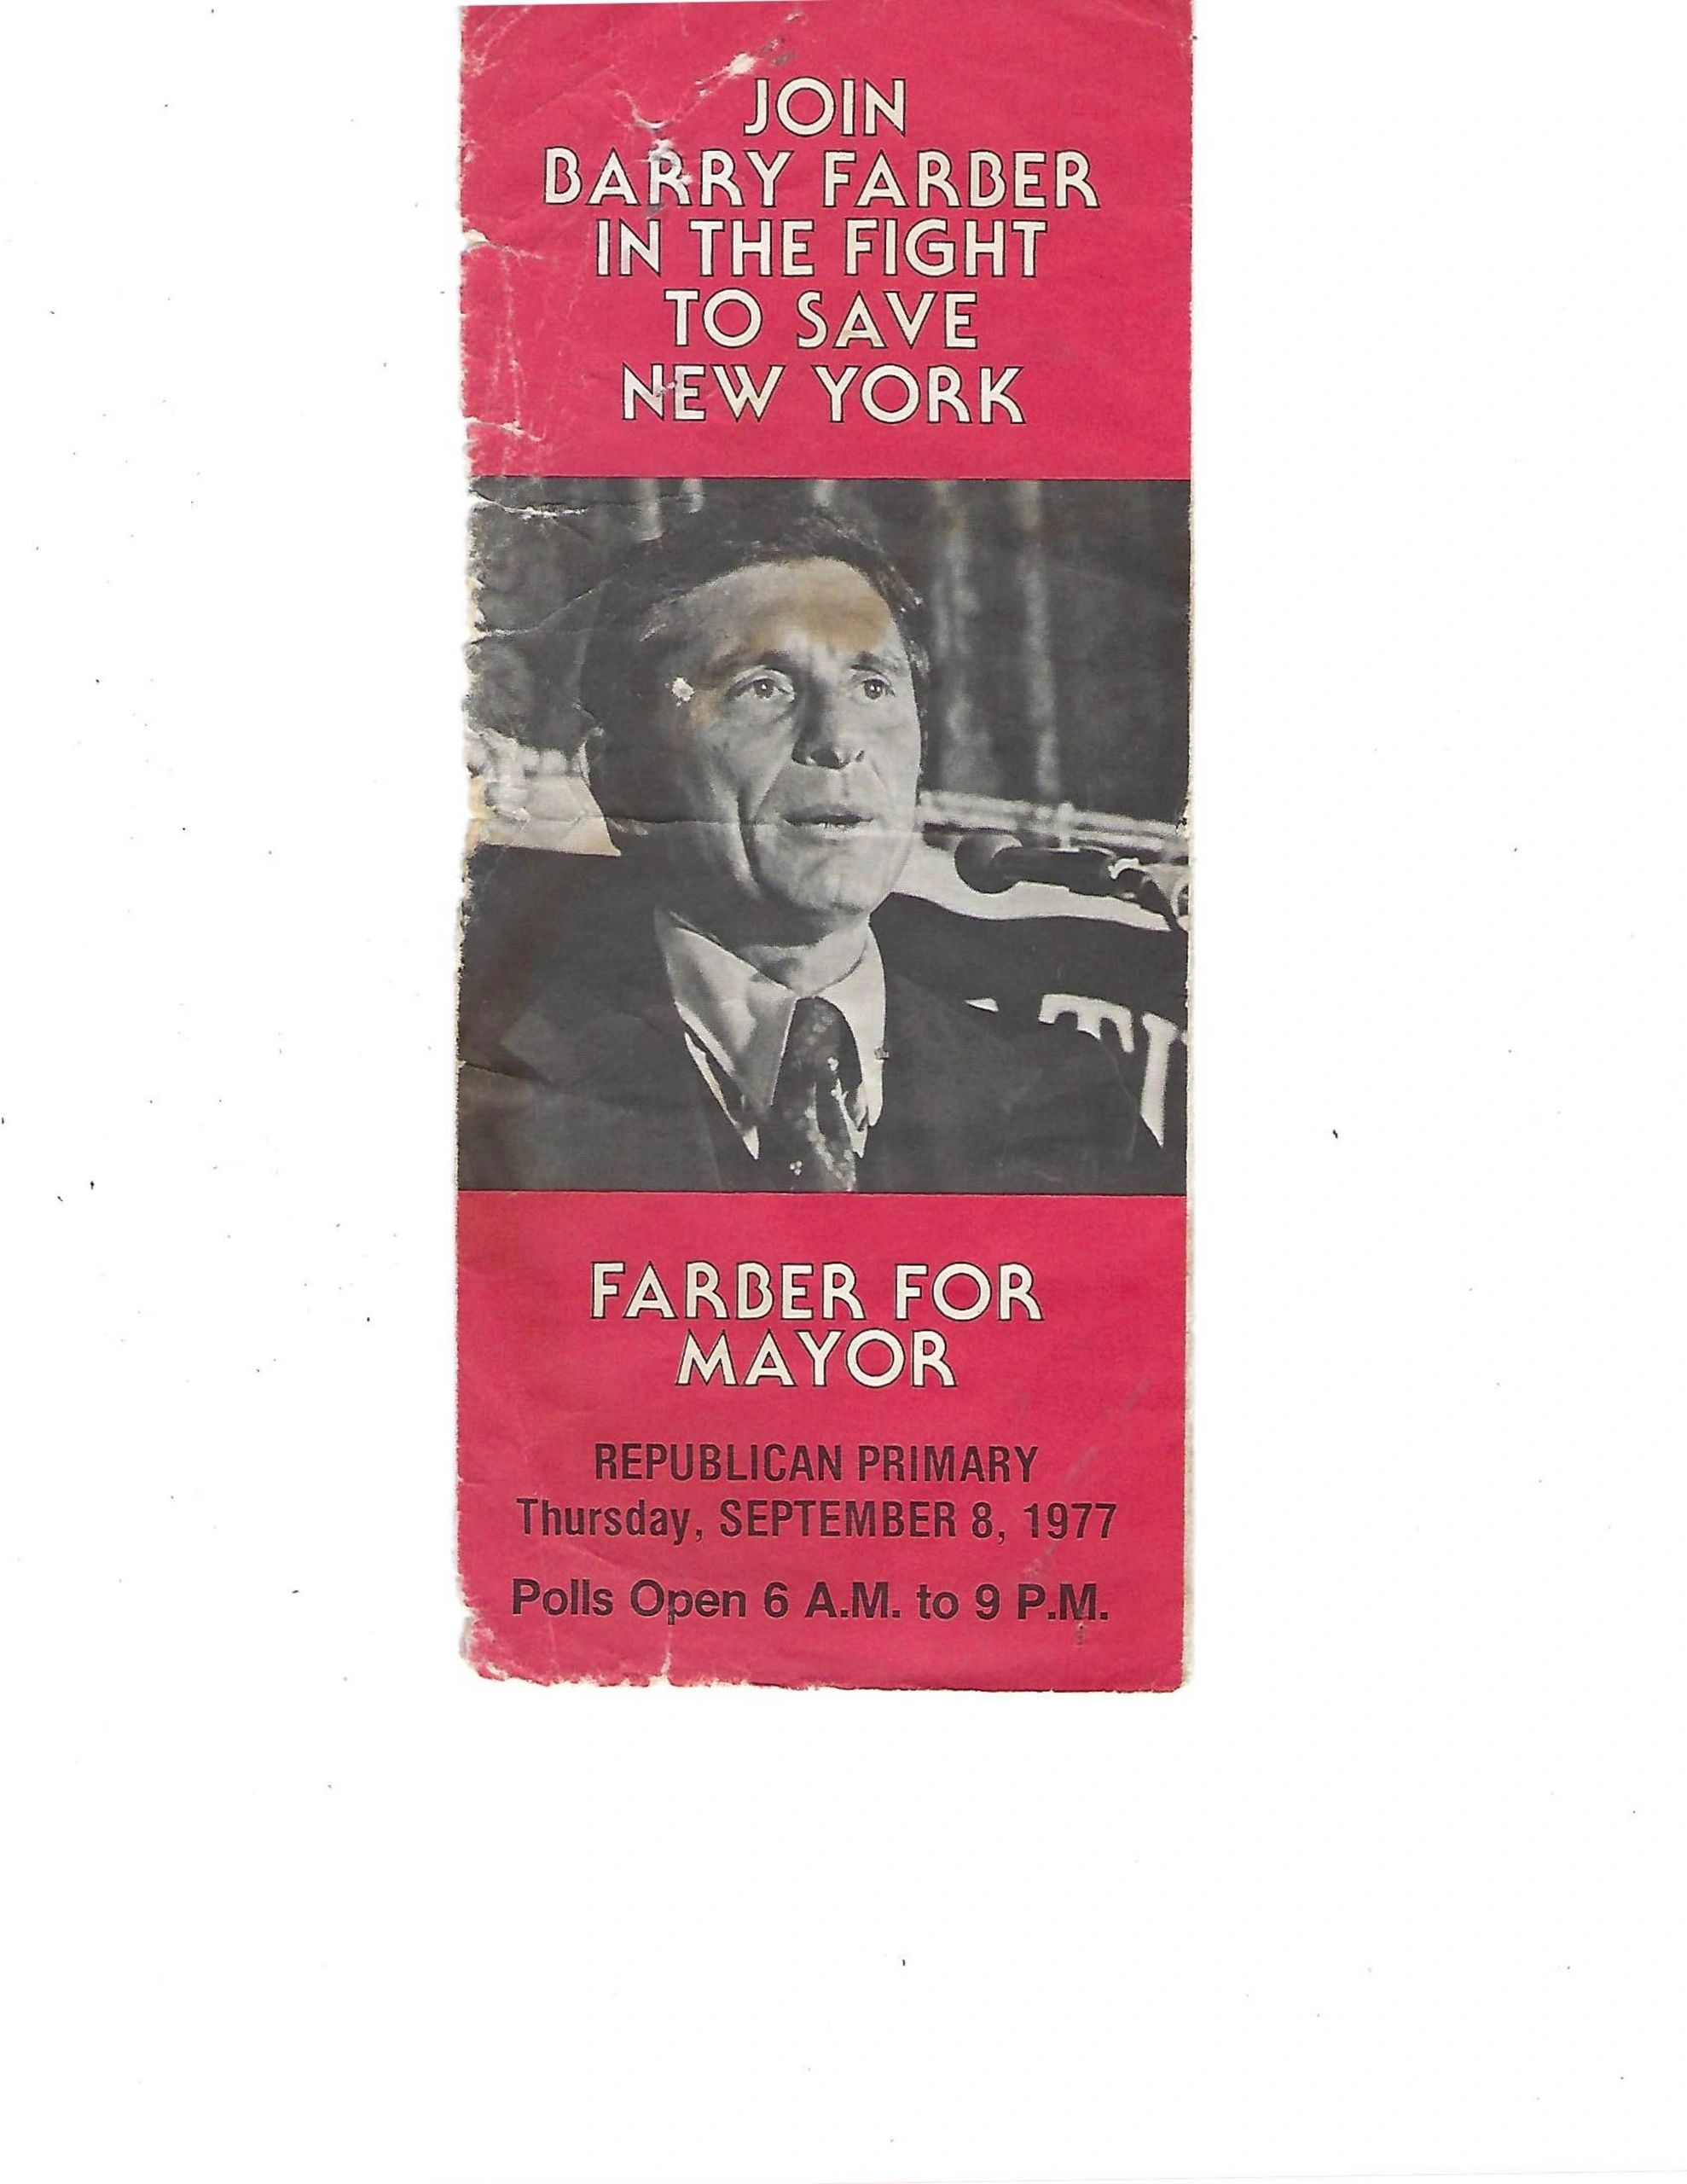 JOIN
BARRY FARBER
IN THE FIGHT
TO SAVE
NEW YORK
FARBER FOR
MAYOR
REPUBLICAN PRIMARY
Thursday, SEPTEMBER 8, 1977
Polls Open 6 A.M. to 9 P.M.